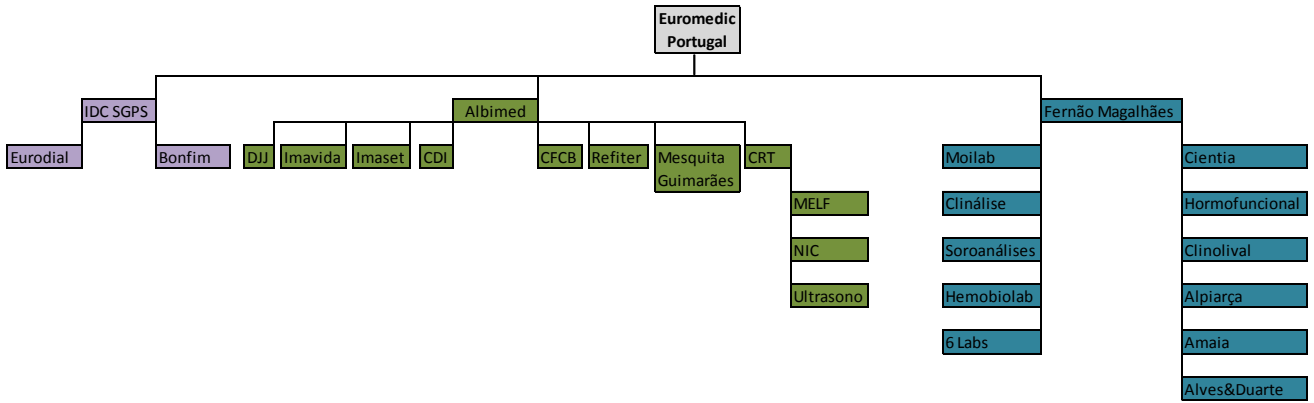 Euromedic
Portugal
IDC SGPS
Albimed
Fernão Magalhães
Eurodial
Bonfim
DJJ
Imavida
Imaset
CDI
CFCB
Refiter
Mesquita
Guimarães
CRT
Moilab
Cientia
MELF
Clinálise
Hormofuncional
NIC
Soroanálises
Clinolival
Ultrasono
Hemobiolab
Alpiarça
6 Labs
Amaia
Alves&Duarte